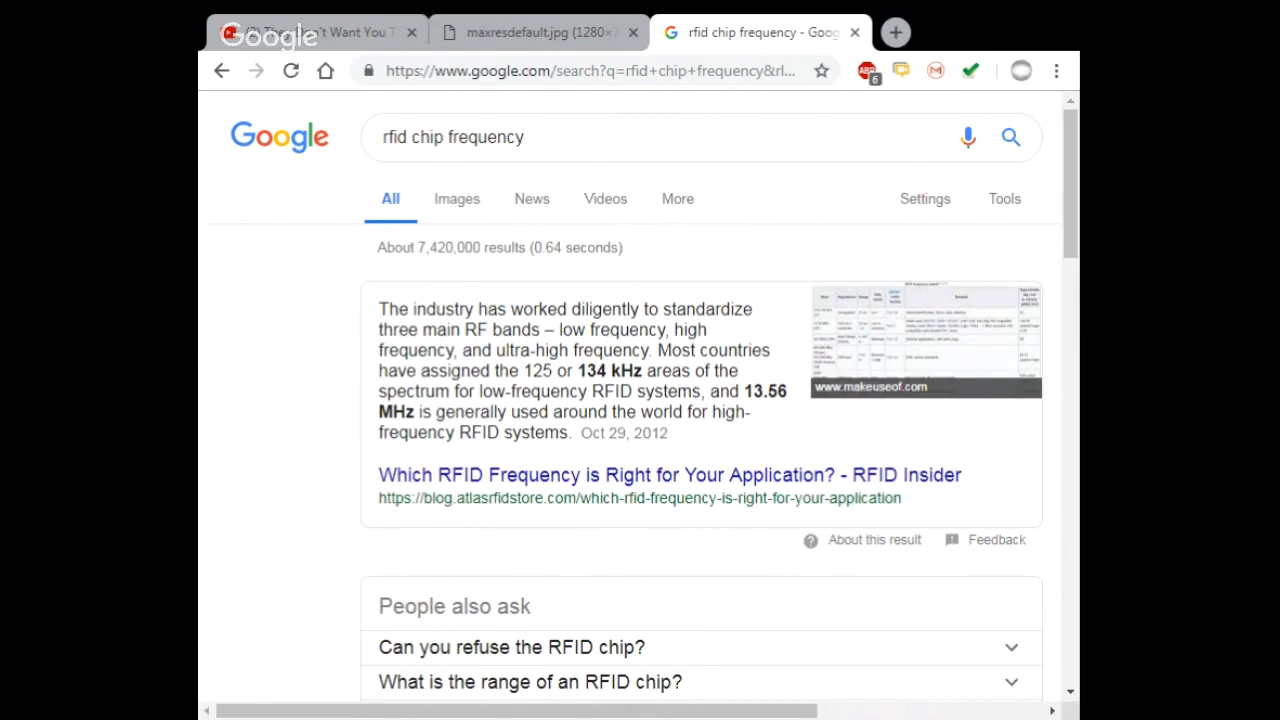 (2) They Don't Want You T
maxresdefault.jpg (1280×7
rfid chip frequency - Goog
Google
https://www.google.com/search?q=rfid+chip+frequency&rl...
ABP
6
Google
rfid chip frequency
All
Images
News
Videos
More
Settings
Tools
About 7,420,000 results (0.64 seconds)
The industry has worked diligently to standardize
three main RF bands – low frequency, high
frequency, and ultra-high frequency. Most countries
have assigned the 125 or 134 kHz areas of the
spectrum for low-frequency RFID systems, and 13.56
MHz is generally used around the world for high-
frequency RFID systems. Oct 29, 2012
www.makeuseof.com
Which RFID Frequency is Right for Your Application? - RFID Insider
https://blog.atlasrfidstore.com/which-rfid-frequency-is-right-for-your-application
About this result
Feedback
People also ask
Can you refuse the RFID chip?
What is the range of an RFID chip?